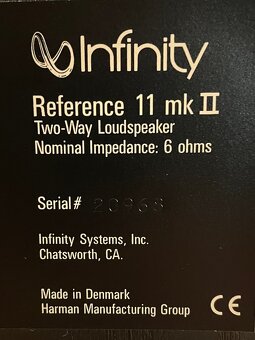 Infinity
Reference 11 mk II
Two-Way Loudspeaker
Nominal Impedance: 6 ohms
Serial# 20968
Infinity Systems, Inc.
Chatsworth, CA.
Made in Denmark
Harman Manufacturing Group CE